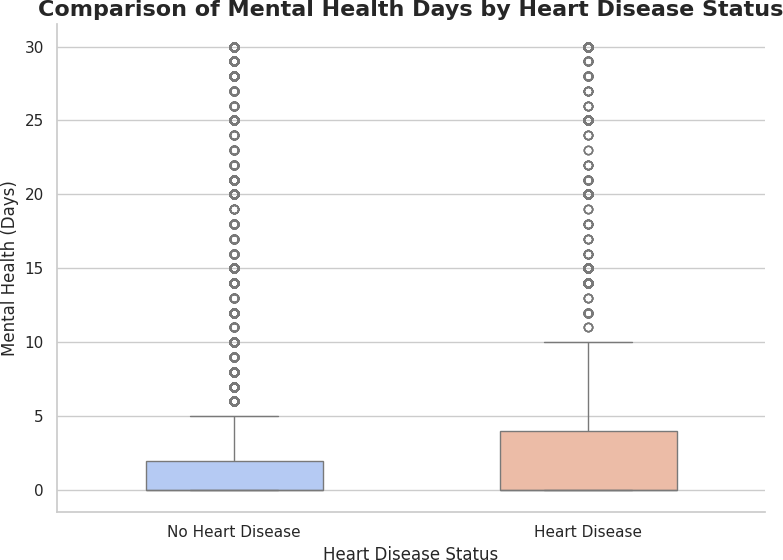 Comparison of Mental Health Days by Heart Disease Status
30
25
20
15
10
5
0
Mental Health (Days)
No Heart Disease
Heart Disease
Heart Disease Status